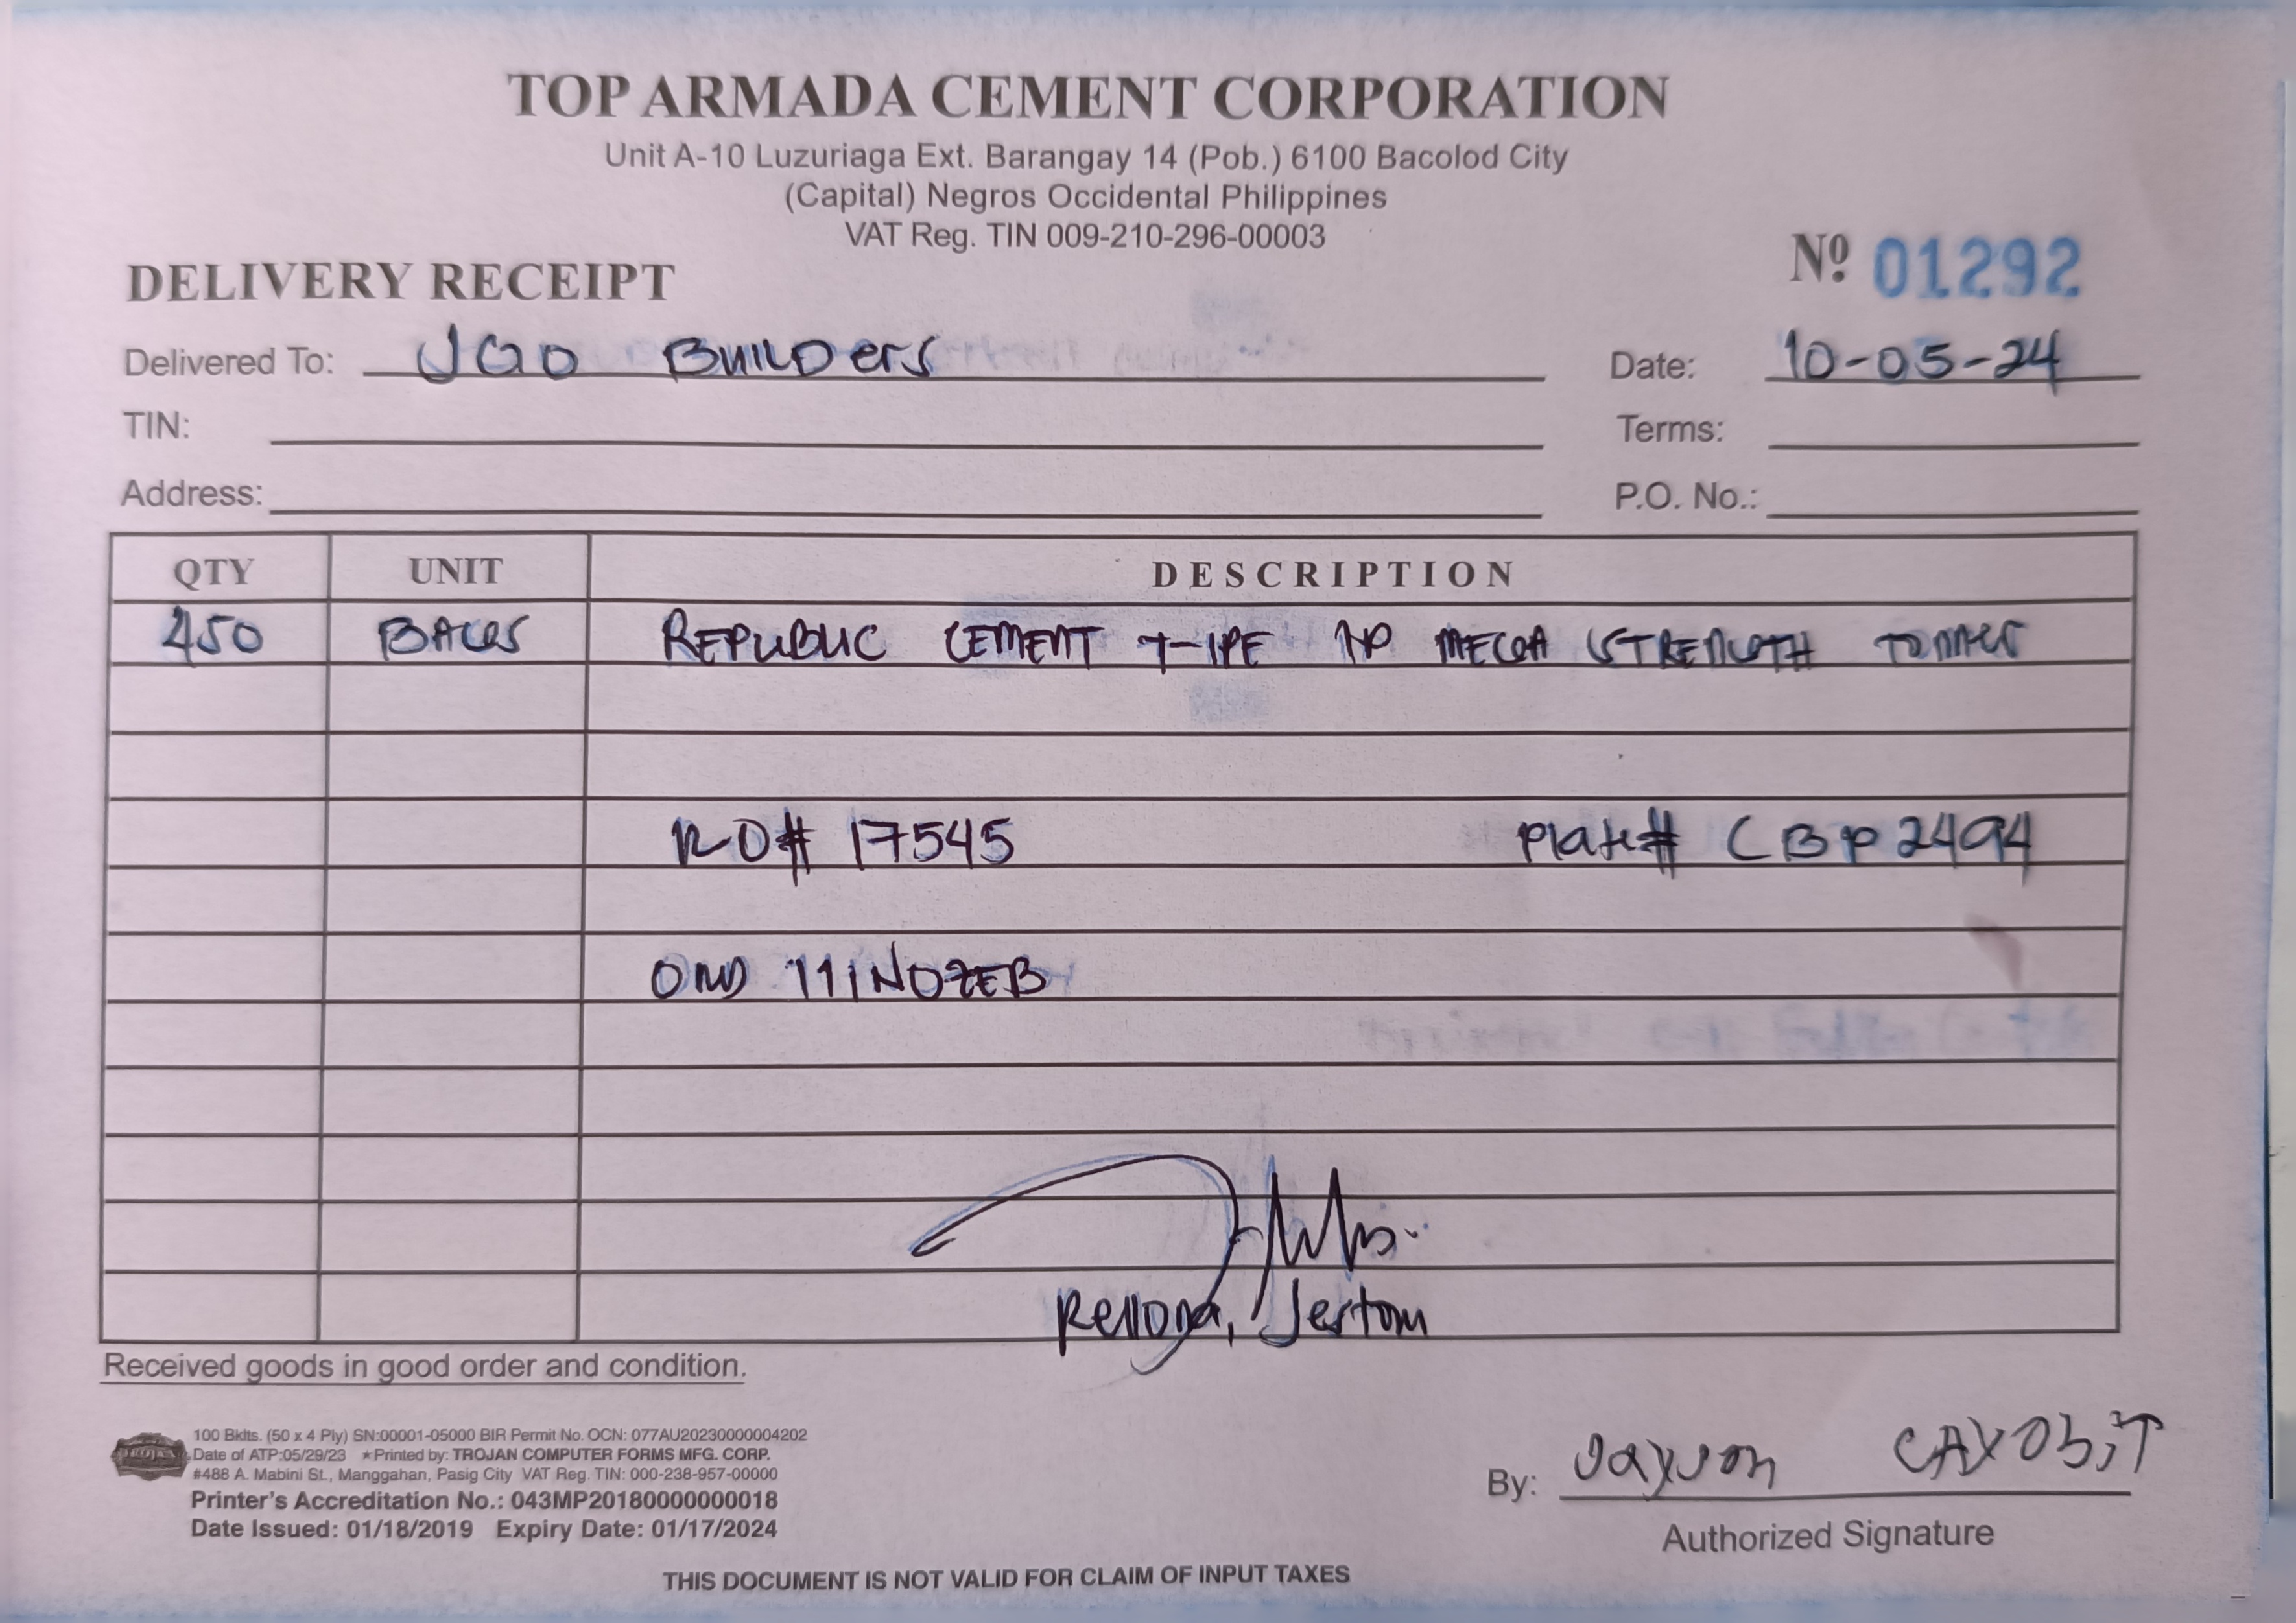 TOP ARMADA CEMENT CORPORATION
Unit A-10 Luzuriaga Ext. Barangay 14 (Pob.) 6100 Bacolod City
(Capital) Negros Occidental Philippines
VAT Reg. TIN 009-210-296-00003
Nº 01292
DELIVERY RECEIPT
Delivered To: JGO BUILDErS
Date: 10-05-24
TIN:
Terms:
Address:
P.O. No.:
QTY UNIT DESCRIPTION
450 BAGS REPUBLIC CEMENT TYPE 1P MEGA STRENGTH
RO# 17545 Plate# CBP 2494
111NOZEB
Rellona, Jestom
Received goods in good order and condition.
100 Bklts. (50 x 4 Ply) SN:00001-05000 BIR Permit No. OCN: 077AU20230000004202
Date of ATP:05/29/23 ★Printed by: TROJAN COMPUTER FORMS MFG. CORP.
#488 A. Mabini St., Manggahan, Pasig City VAT Reg. TIN: 000-238-957-00000
Printer's Accreditation No.: 043MP20180000000018
Date Issued: 01/18/2019 Expiry Date: 01/17/2024
By: Jayson CAXObiT
Authorized Signature
THIS DOCUMENT IS NOT VALID FOR CLAIM OF INPUT TAXES